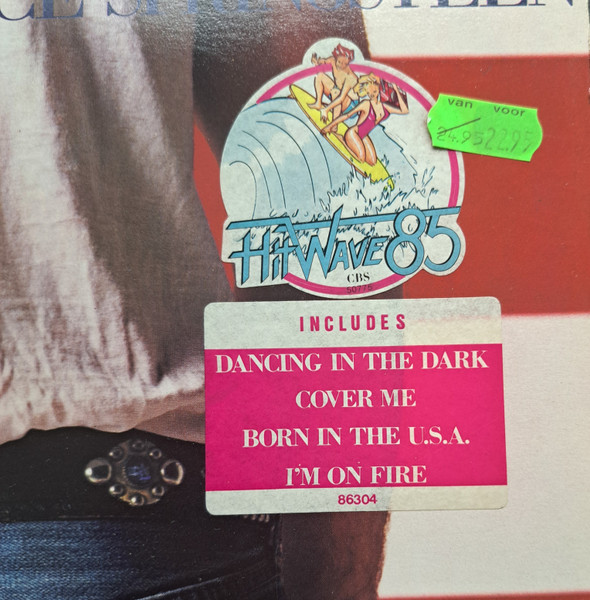 CE SPRINGSTEEN
van voor
24.95 22.95
HitWave 85
CBS
INCLUDES
DANCING IN THE DARK
COVER ME
BORN IN THE U.S.A.
I'M ON FIRE
86304